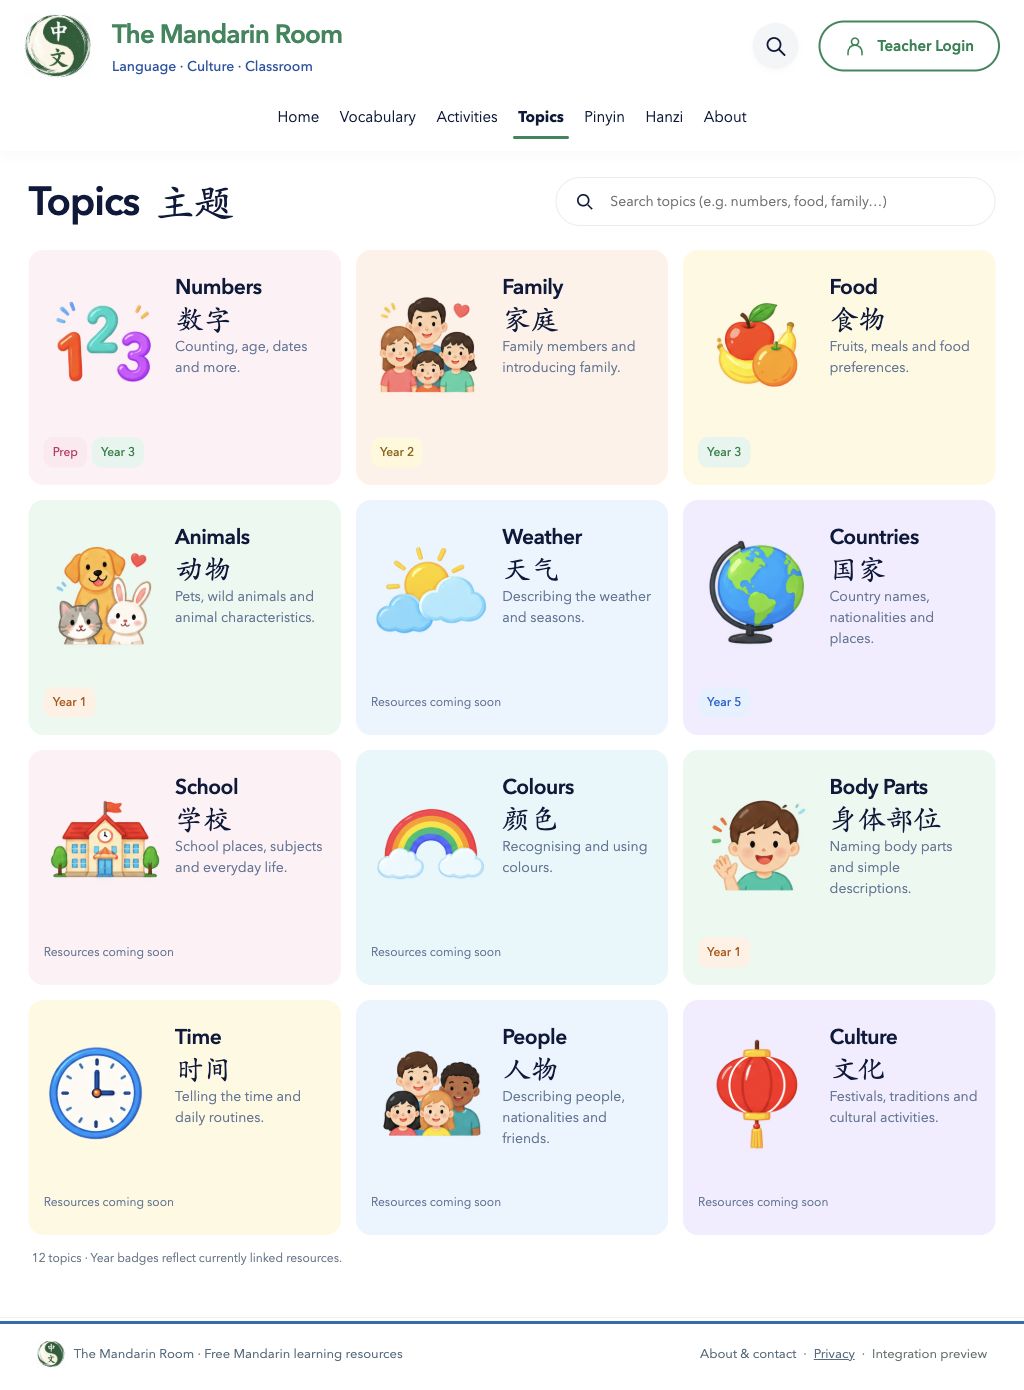 中
文
The Mandarin Room
Language · Culture · Classroom
Teacher Login
Home Vocabulary Activities Topics Pinyin Hanzi About
Topics 主题
Search topics (e.g. numbers, food, family…)
123
Numbers
数字
Counting, age, dates
and more.
Prep Year 3
Family
家庭
Family members and
introducing family.
Year 2
Food
食物
Fruits, meals and food
preferences.
Year 3
Animals
动物
Pets, wild animals and
animal characteristics.
Year 1
Weather
天气
Describing the weather
and seasons.
Resources coming soon
Countries
国家
Country names,
nationalities and
places.
Year 5
School
学校
School places, subjects
and everyday life.
Resources coming soon
Colours
颜色
Recognising and using
colours.
Resources coming soon
Body Parts
身体部位
Naming body parts
and simple
descriptions.
Year 1
Time
时间
Telling the time and
daily routines.
Resources coming soon
People
人物
Describing people,
nationalities and
friends.
Resources coming soon
Culture
文化
Festivals, traditions and
cultural activities.
Resources coming soon
12 topics · Year badges reflect currently linked resources.
中
文
The Mandarin Room · Free Mandarin learning resources
About & contact · Privacy · Integration preview